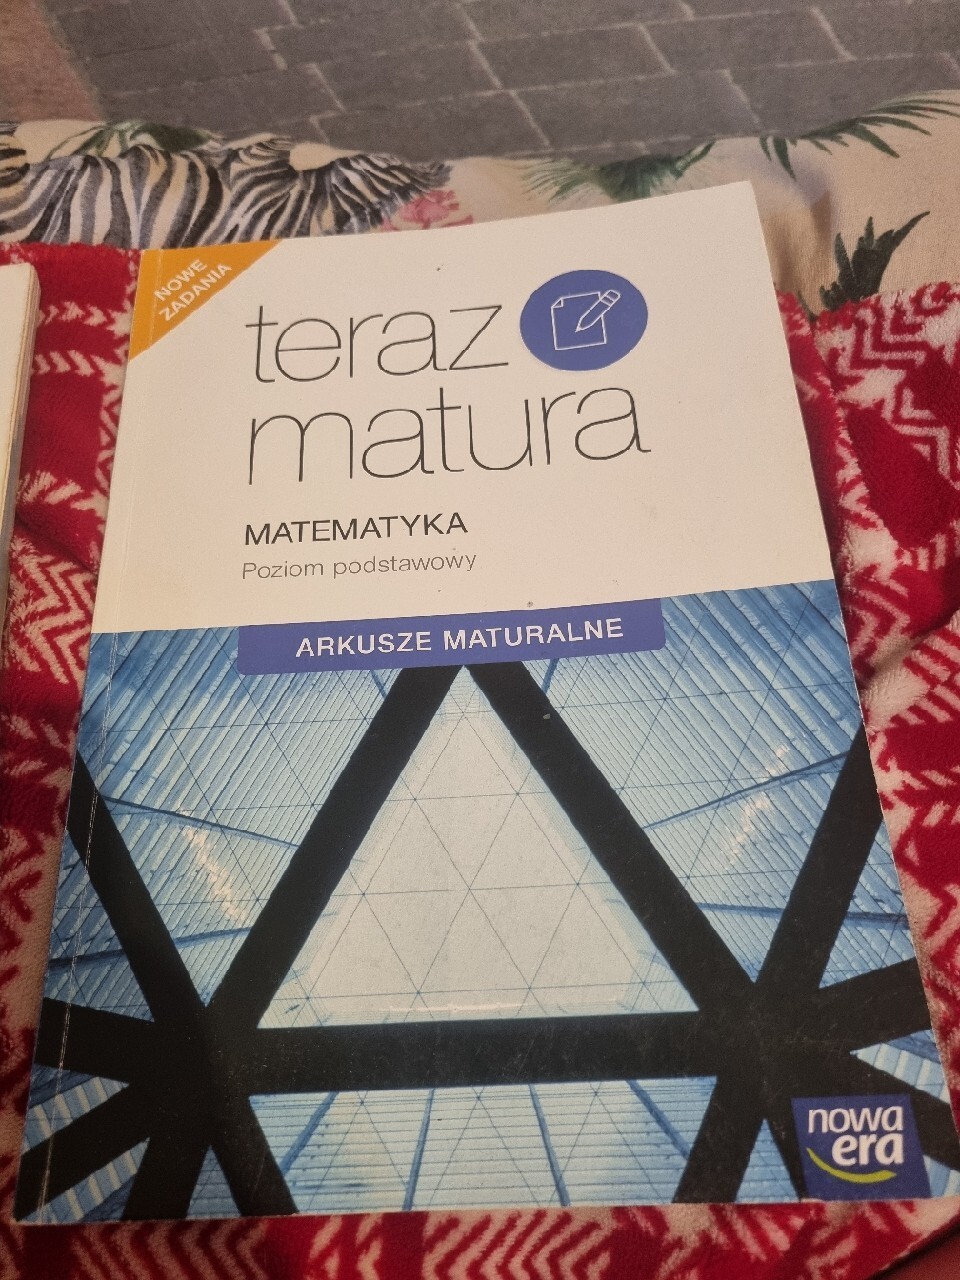 NOWE
ZADANIA
teraz
matura
MATEMATYKA
Poziom podstawowy
ARKUSZE MATURALNE
nowa
era